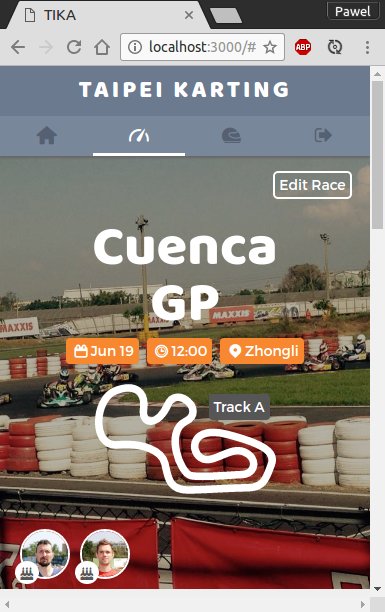 Pawel
TIKA
localhost:3000/#
ABP
TAIPEI KARTING
Edit Race
Cuenca
GP
MAXXIS
MAXXIS
Jun 19
12:00
Zhongli
Track A